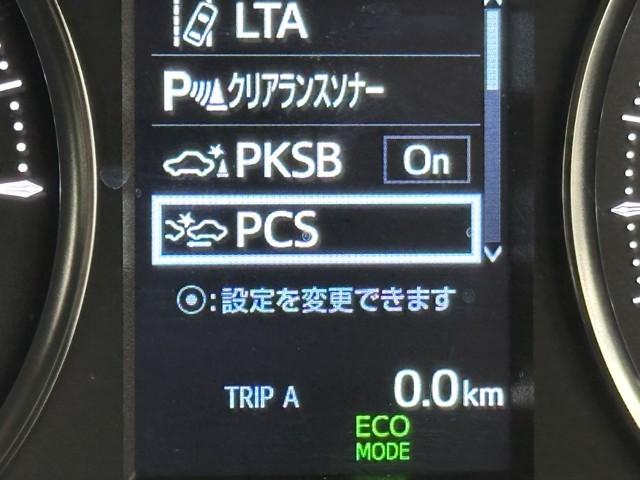 LTA
P クリアランスソナー
PKSB On
PCS
⦿:設定を変更できます
TRIP A 0.0km
ECO
MODE